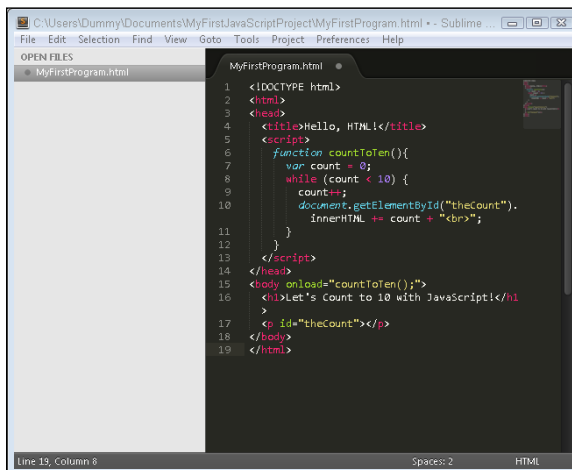 C:\Users\Dummy\Documents\MyFirstJavaScriptProject\MyFirstProgram.html • - Sublime ...
File Edit Selection Find View Goto Tools Project Preferences Help
OPEN FILES
MyFirstProgram.html
MyFirstProgram.html
1 <!DOCTYPE html>
2 <html>
3 <head>
4 <title>Hello, HTML!</title>
5 <script>
6 function countToTen(){
7 var count = 0;
8 while (count < 10) {
9 count++;
10 document.getElementById("theCount").
innerHTML += count + "<br>";
11 }
12 }
13 </script>
14 </head>
15 <body onload="countToTen();">
16 <h1>Let's Count to 10 with JavaScript!</h1
>
17 <p id="theCount"></p>
18 </body>
19 </html>
Line 19, Column 8 Spaces: 2 HTML